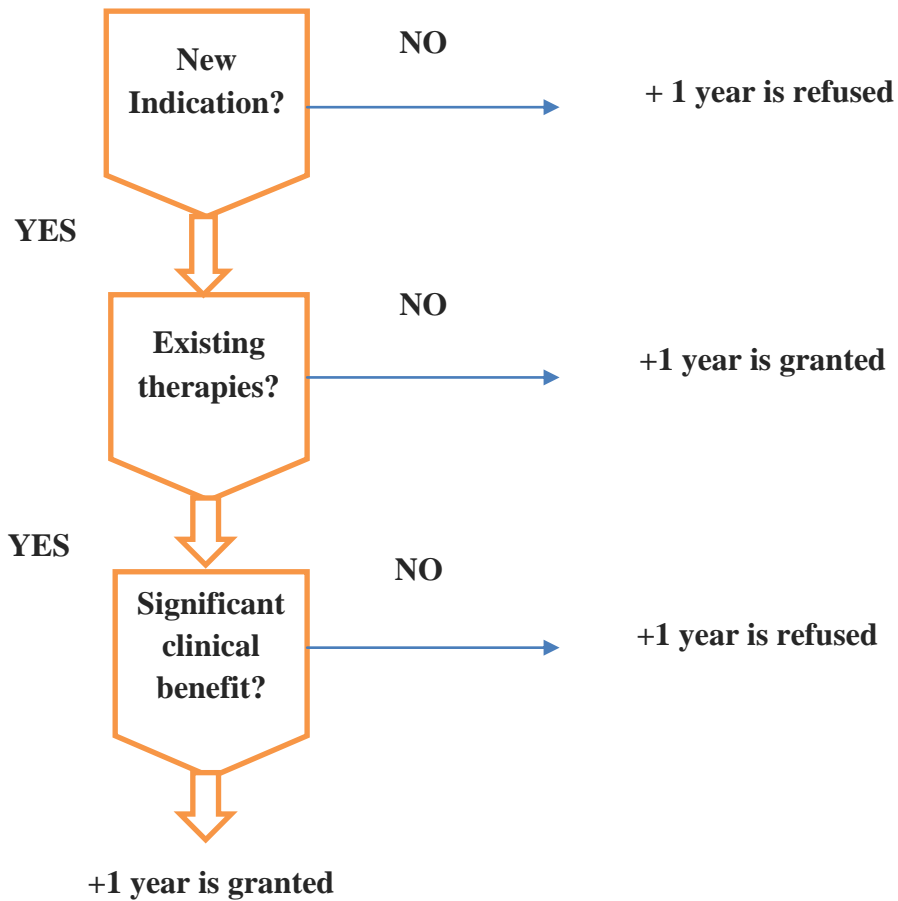 New
Indication?
NO
+ 1 year is refused
YES
Existing
therapies?
NO
+1 year is granted
YES
Significant
clinical
benefit?
NO
+1 year is refused
+1 year is granted